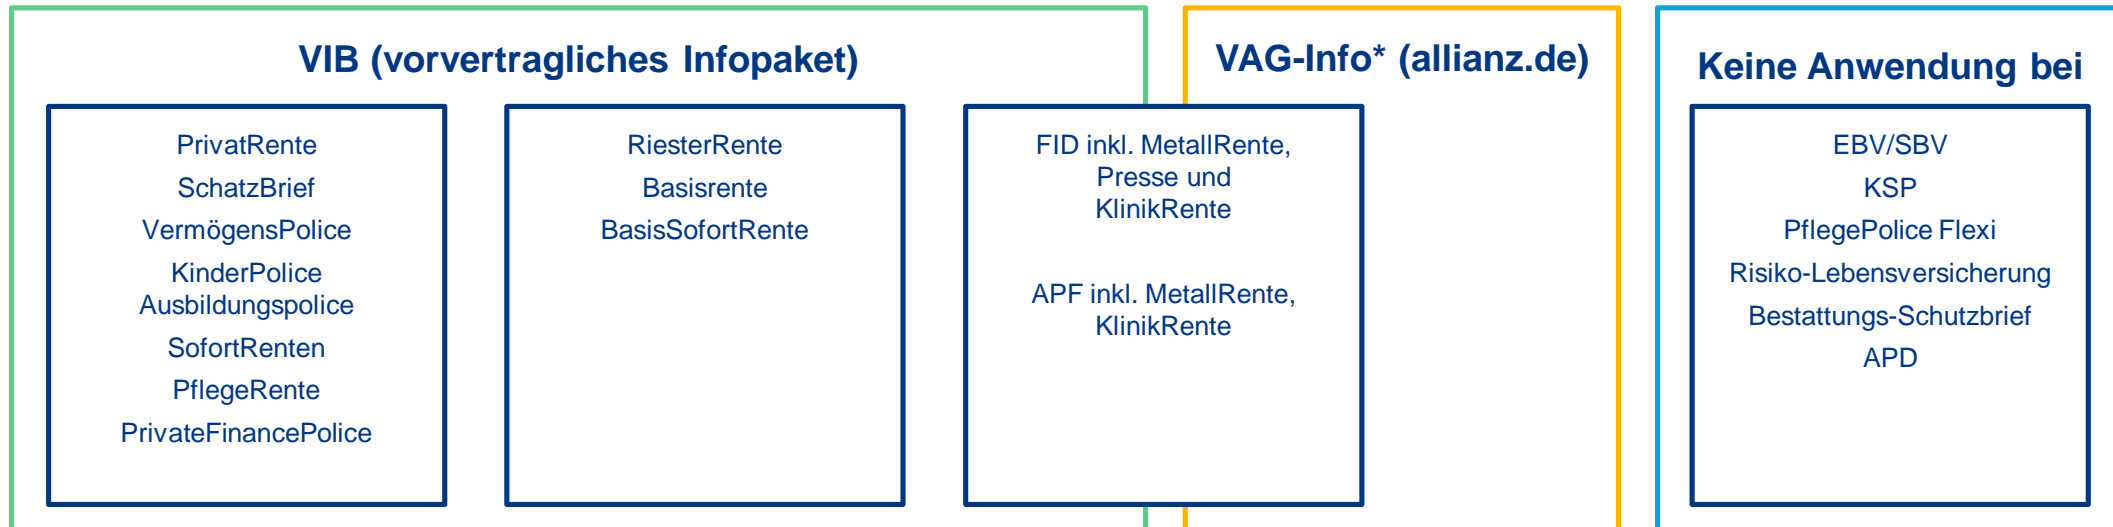 VIB (vorvertragliches Infopaket)
PrivatRente
SchatzBrief
VermögensPolice
KinderPolice
Ausbildungspolice
SofortRenten
PflegeRente
PrivateFinancePolice
RiesterRente
Basisrente
BasisSofortRente
VAG-Info* (allianz.de)
FID inkl. MetallRente,
Presse und
KlinikRente
APF inkl. MetallRente,
KlinikRente
Keine Anwendung bei
EBV/SBV
KSP
PflegePolice Flexi
Risiko-Lebensversicherung
Bestattungs-Schutzbrief
APD